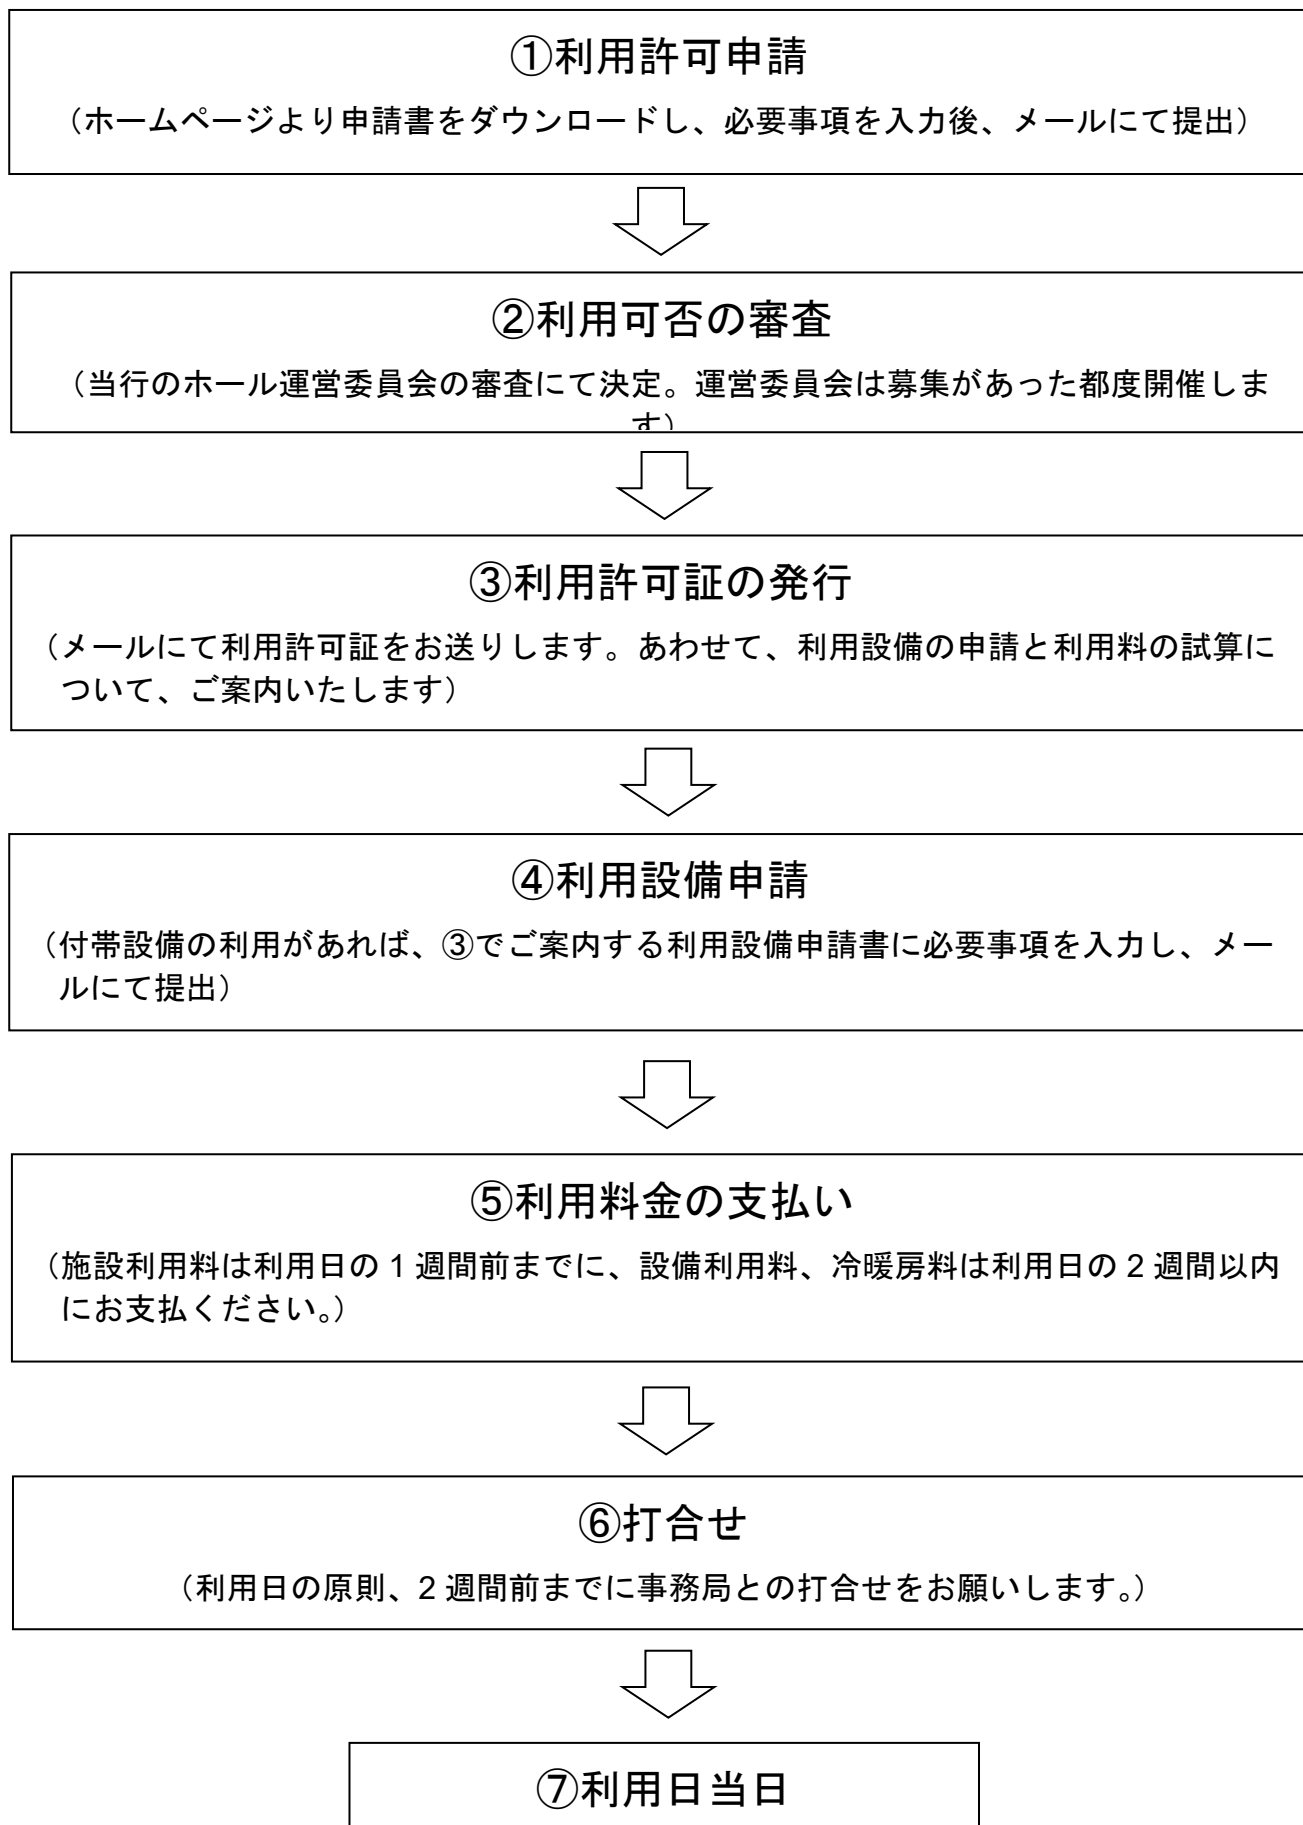 ①利用許可申請
（ホームページより申請書をダウンロードし、必要事項を入力後、メールにて提出）
②利用可否の審査
（当行のホール運営委員会の審査にて決定。運営委員会は募集があった都度開催しま
す）
③利用許可証の発行
（メールにて利用許可証をお送りします。あわせて、利用設備の申請と利用料の試算に
ついて、ご案内いたします）
④利用設備申請
（付帯設備の利用があれば、③でご案内する利用設備申請書に必要事項を入力し、メー
ルにて提出）
⑤利用料金の支払い
（施設利用料は利用日の 1 週間前までに、設備利用料、冷暖房料は利用日の 2 週間以内
にお支払ください。）
⑥打合せ
（利用日の原則、2 週間前までに事務局との打合せをお願いします。）
⑦利用日当日